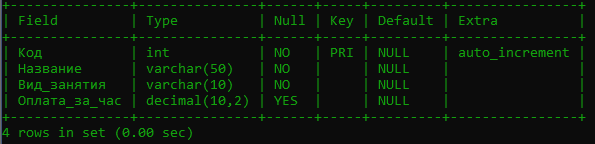 +---------------+---------------+------+-----+---------+----------------+
| Field | Type | Null | Key | Default | Extra |
+---------------+---------------+------+-----+---------+----------------+
| Код | int | NO | PRI | NULL | auto_increment |
| Название | varchar(50) | NO | | NULL | |
| Вид_занятия | varchar(10) | NO | | NULL | |
| Оплата_за_час | decimal(10,2) | YES | | NULL | |
+---------------+---------------+------+-----+---------+----------------+
4 rows in set (0.00 sec)